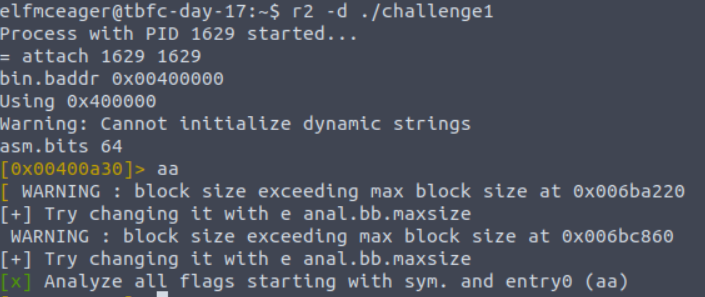 elfmceager@tbfc-day-17:~$ r2 -d ./challenge1
Process with PID 1629 started...
= attach 1629 1629
bin.baddr 0x00400000
Using 0x400000
Warning: Cannot initialize dynamic strings
asm.bits 64
[0x00400a30]> aa
[ WARNING : block size exceeding max block size at 0x006ba220
[+] Try changing it with e anal.bb.maxsize
 WARNING : block size exceeding max block size at 0x006bc860
[+] Try changing it with e anal.bb.maxsize
[x] Analyze all flags starting with sym. and entry0 (aa)